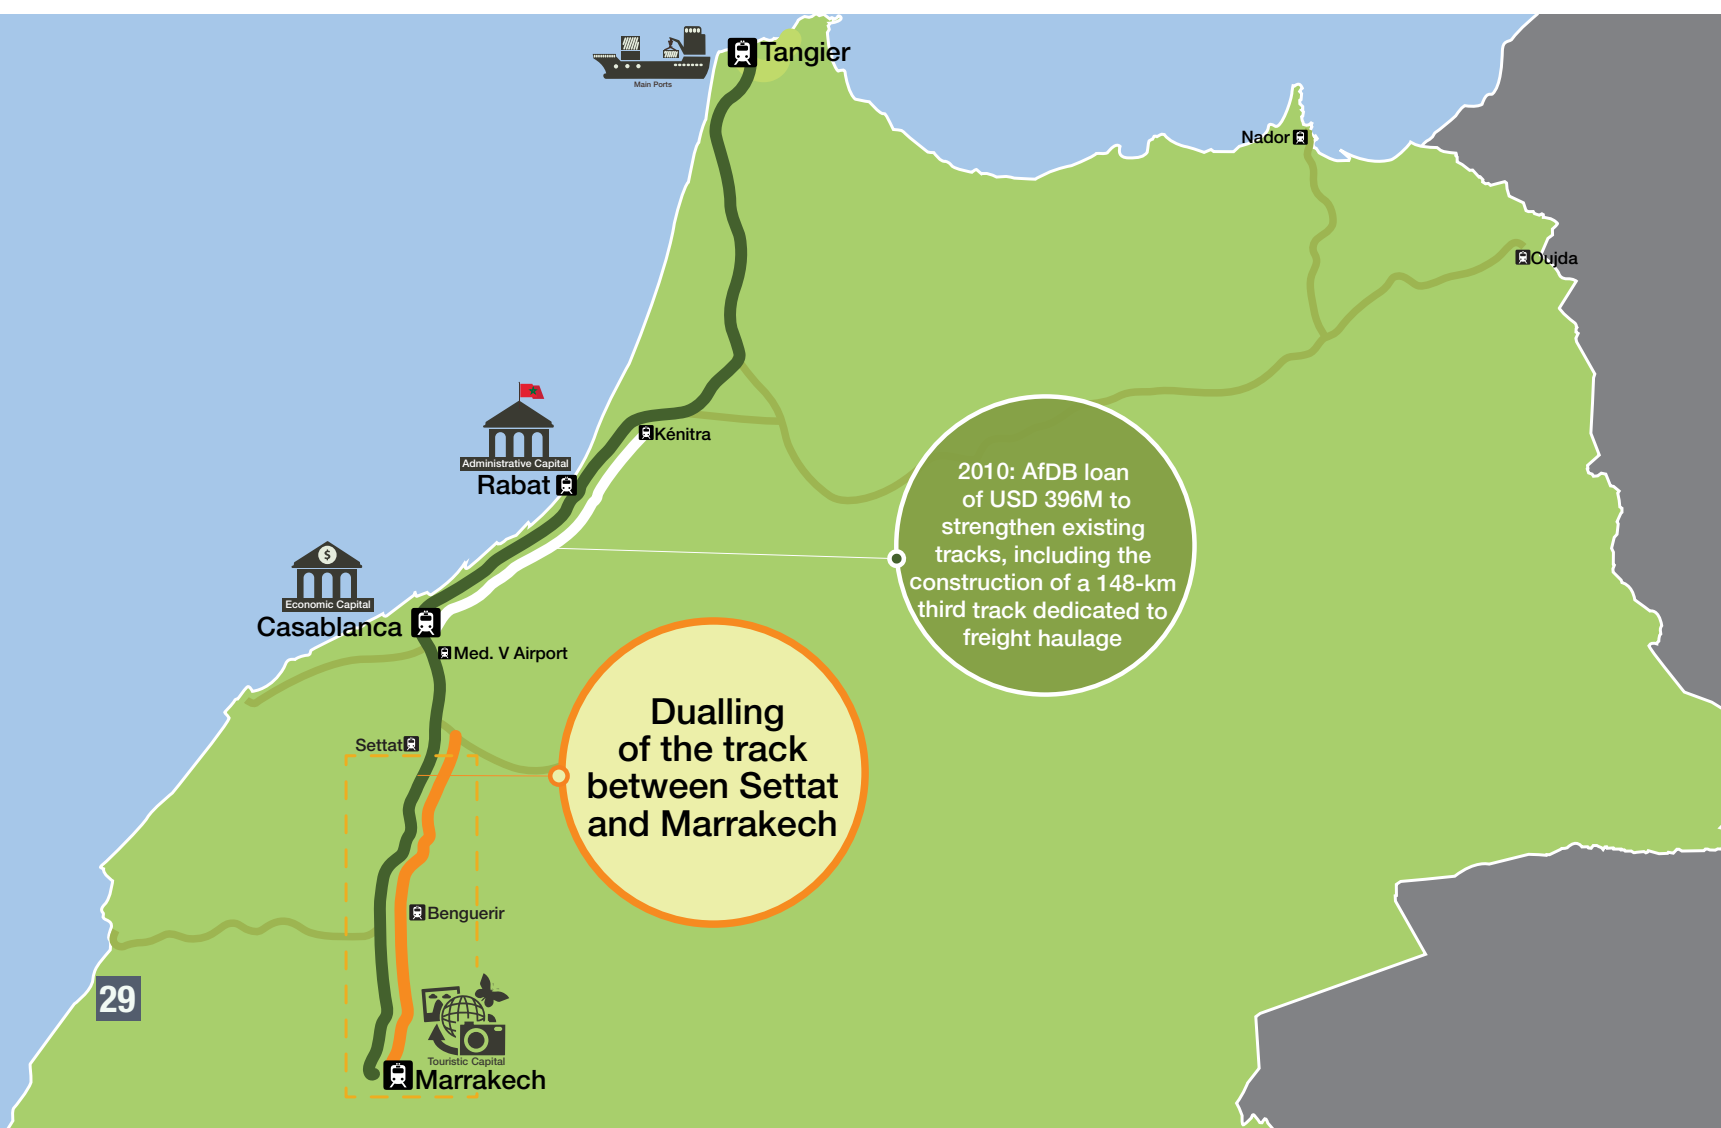 Tangier
Main Ports
Nador
Oujda
Administrative Capital
Rabat
Kénitra
2010: AfDB loan
of USD 396M to
strengthen existing
tracks, including the
construction of a 148-km
third track dedicated to
freight haulage
$
Economic Capital
Casablanca
Med. V Airport
Dualling
of the track
between Settat
and Marrakech
Settat
Benguerir
29
Touristic Capital
Marrakech